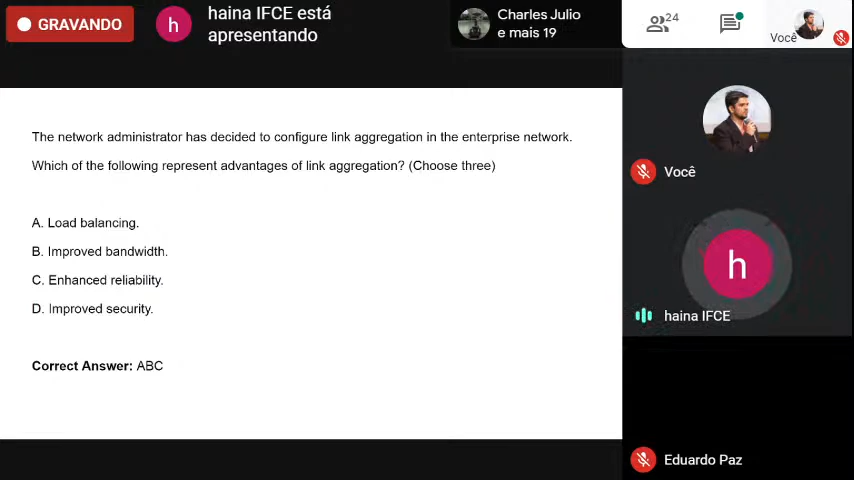 GRAVANDO
h
haina IFCE está
apresentando
Charles Julio
e mais 19
24
Você
The network administrator has decided to configure link aggregation in the enterprise network.
Which of the following represent advantages of link aggregation? (Choose three)
A. Load balancing.
B. Improved bandwidth.
C. Enhanced reliability.
D. Improved security.
Correct Answer: ABC
Você
h
haina IFCE
Eduardo Paz